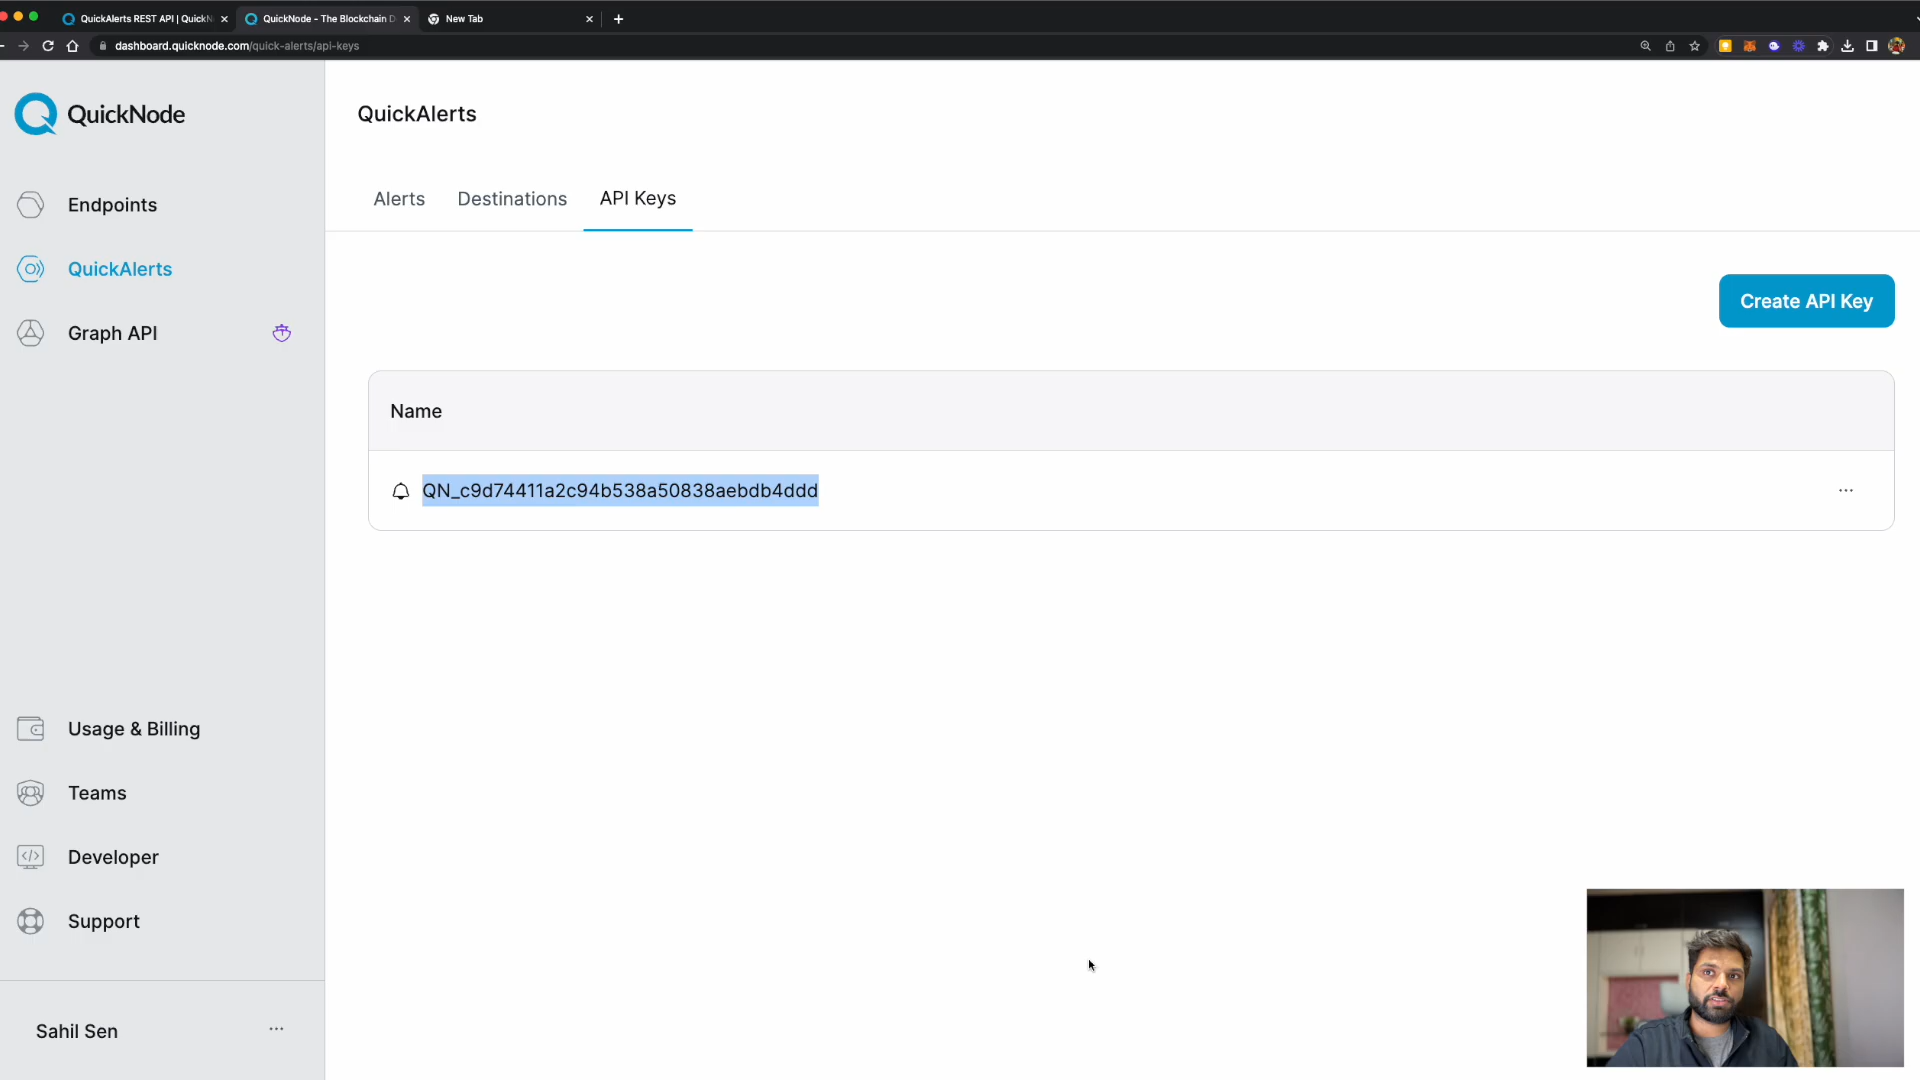 QuickAlerts REST API | QuickN
QuickNode - The Blockchain D
New Tab
dashboard.quicknode.com/quick-alerts/api-keys
QuickNode
QuickAlerts
Alerts
Destinations
API Keys
Endpoints
QuickAlerts
Graph API
Create API Key
Name
QN_c9d74411a2c94b538a50838aebdb4ddd
Usage & Billing
Teams
Developer
Support
Sahil Sen